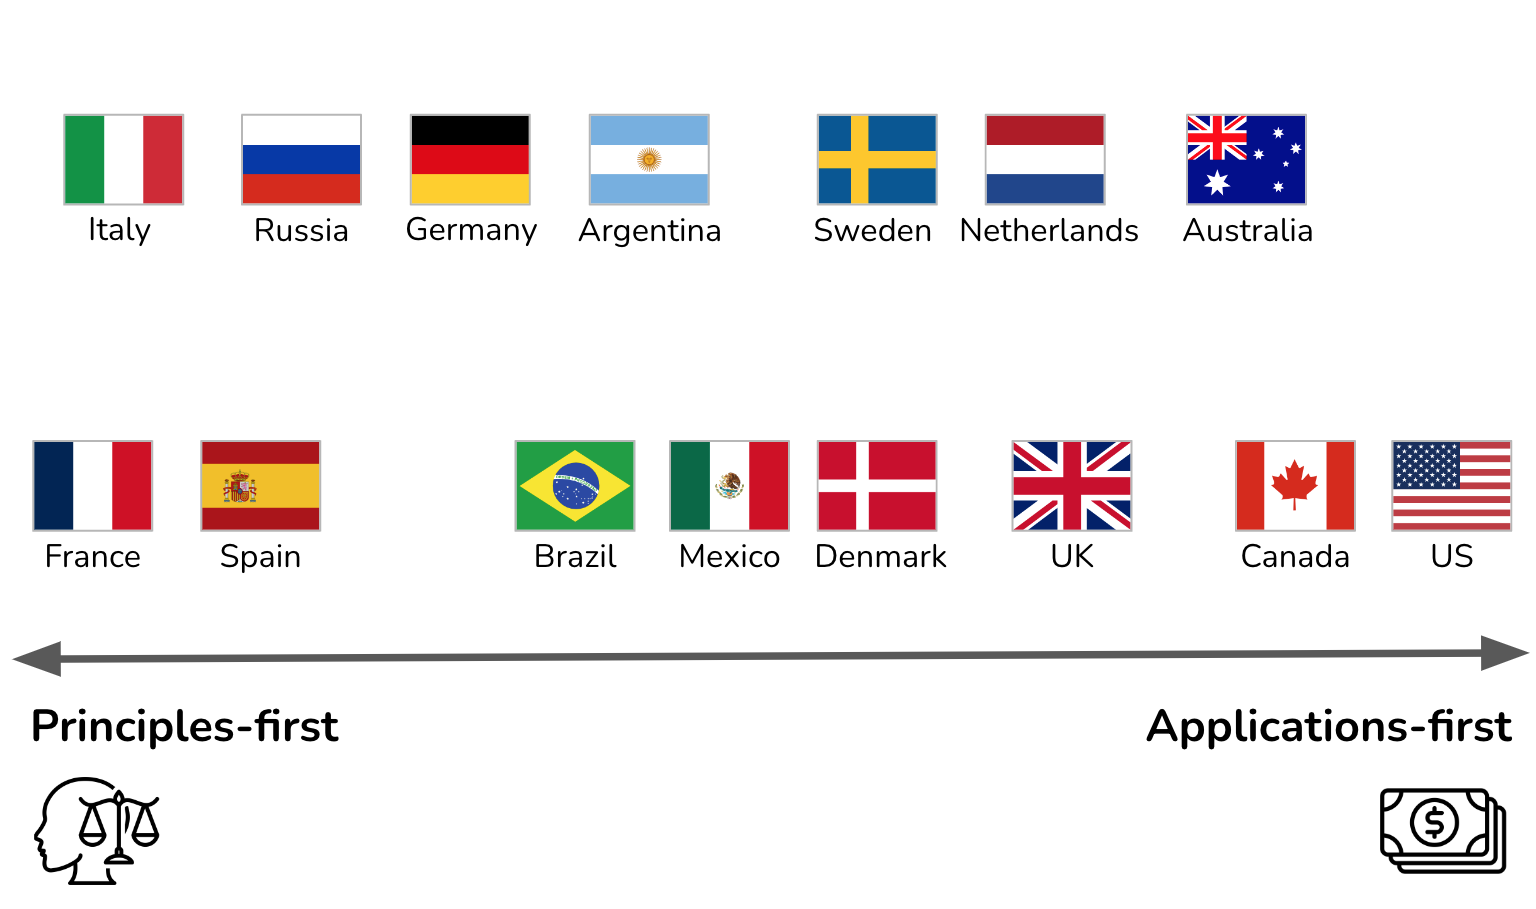 Italy Russia Germany Argentina Sweden Netherlands Australia
France Spain Brazil Mexico Denmark UK Canada US
Principles-first Applications-first
$